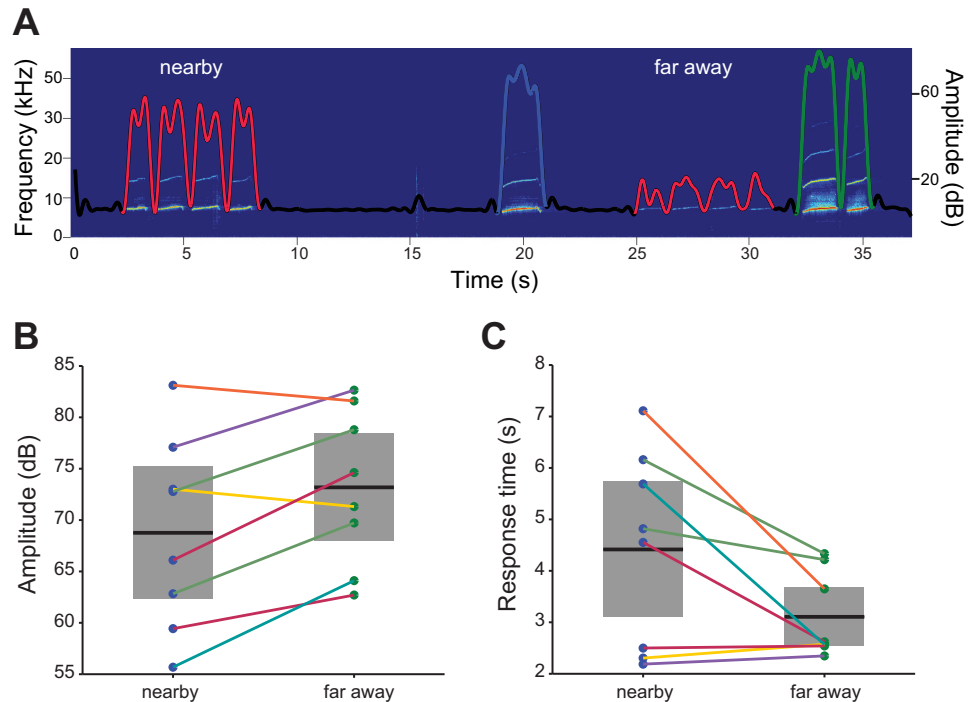 A
nearby
far away
Frequency (kHz)
50
30
20
10
0
Amplitude (dB)
60
20
0
5
10
15
20
25
30
35
Time (s)
B
Amplitude (dB)
85
80
75
70
65
60
55
nearby
far away
C
Response time (s)
8
7
6
5
4
3
2
nearby
far away